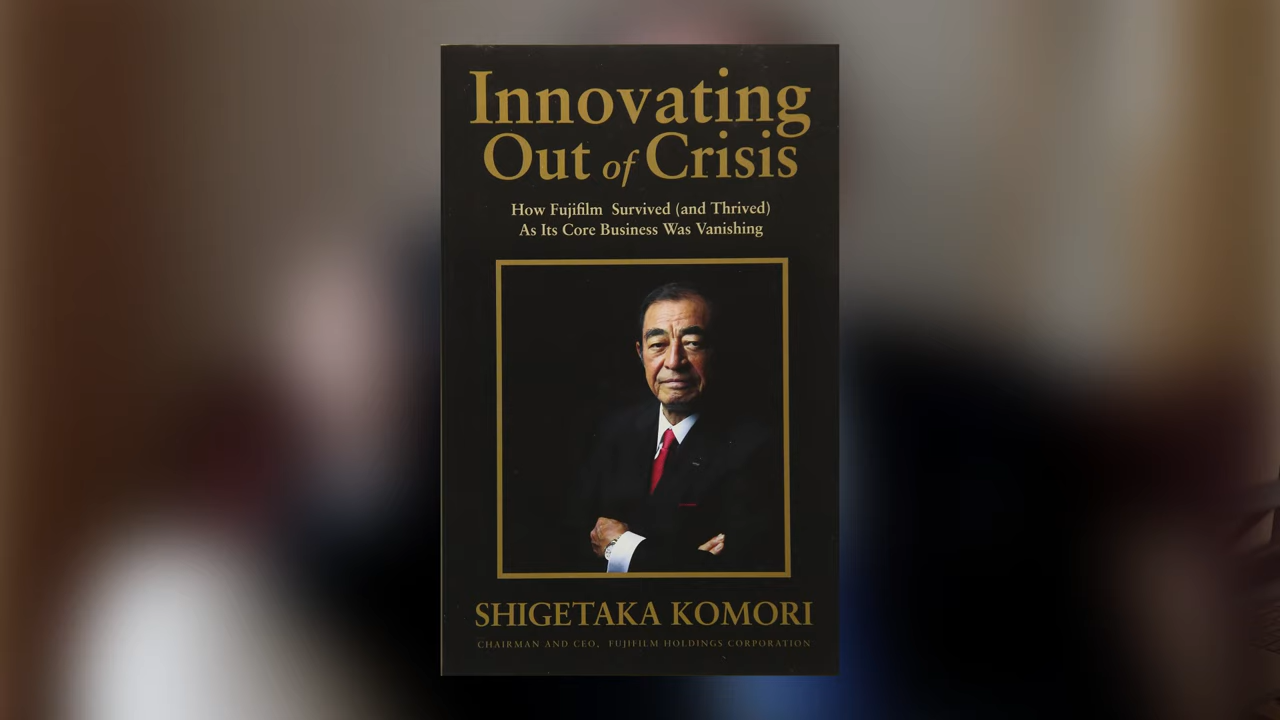 Innovating
Out of Crisis
How Fujifilm Survived (and Thrived)
As Its Core Business Was Vanishing
SHIGETAKA KOMORI
CHAIRMAN AND CEO, FUJIFILM HOLDINGS CORPORATION